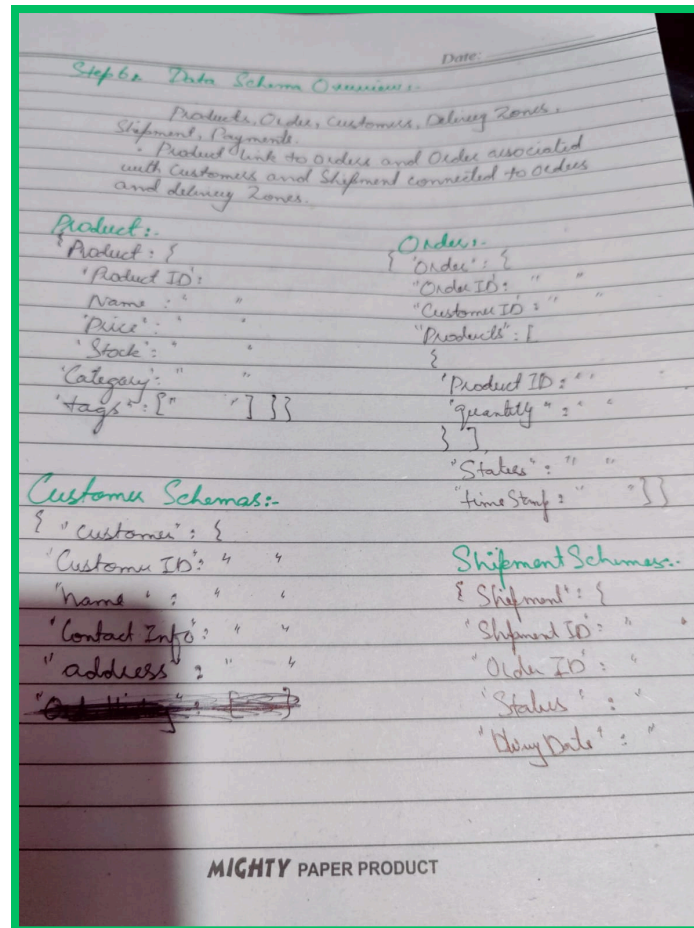 Date:
Step 6:- Data Schema Overview:-
Products, Order, Customers, Delivery Zones,
Shipment, Payments.
• Product link to orders and Order associated
with Customers and Shipment connected to orders
and delivery Zones.
Product:-
{ "Product : {
"Product ID":
Name : " "
"Price" : " "
"Stock" : " "
"Category: " "
"tags" : [" "] }}
Order:-
{ "Order" : {
"Order ID: " "
"Customer ID : " "
"Products" : [
{
"Product ID : " "
"quantity" : " "
} ],
"Status" : " "
"timeStamp : " " }}
Customer Schemas:-
{ "customer" : {
"Customer ID": " "
"name " : " "
"Contact Info": " "
"address" : " "
Shipment Schemas:-
{ Shipment" : {
"Shipment ID : " "
"Order ID : "
"Status " : "
Date" : "
MIGHTY PAPER PRODUCT